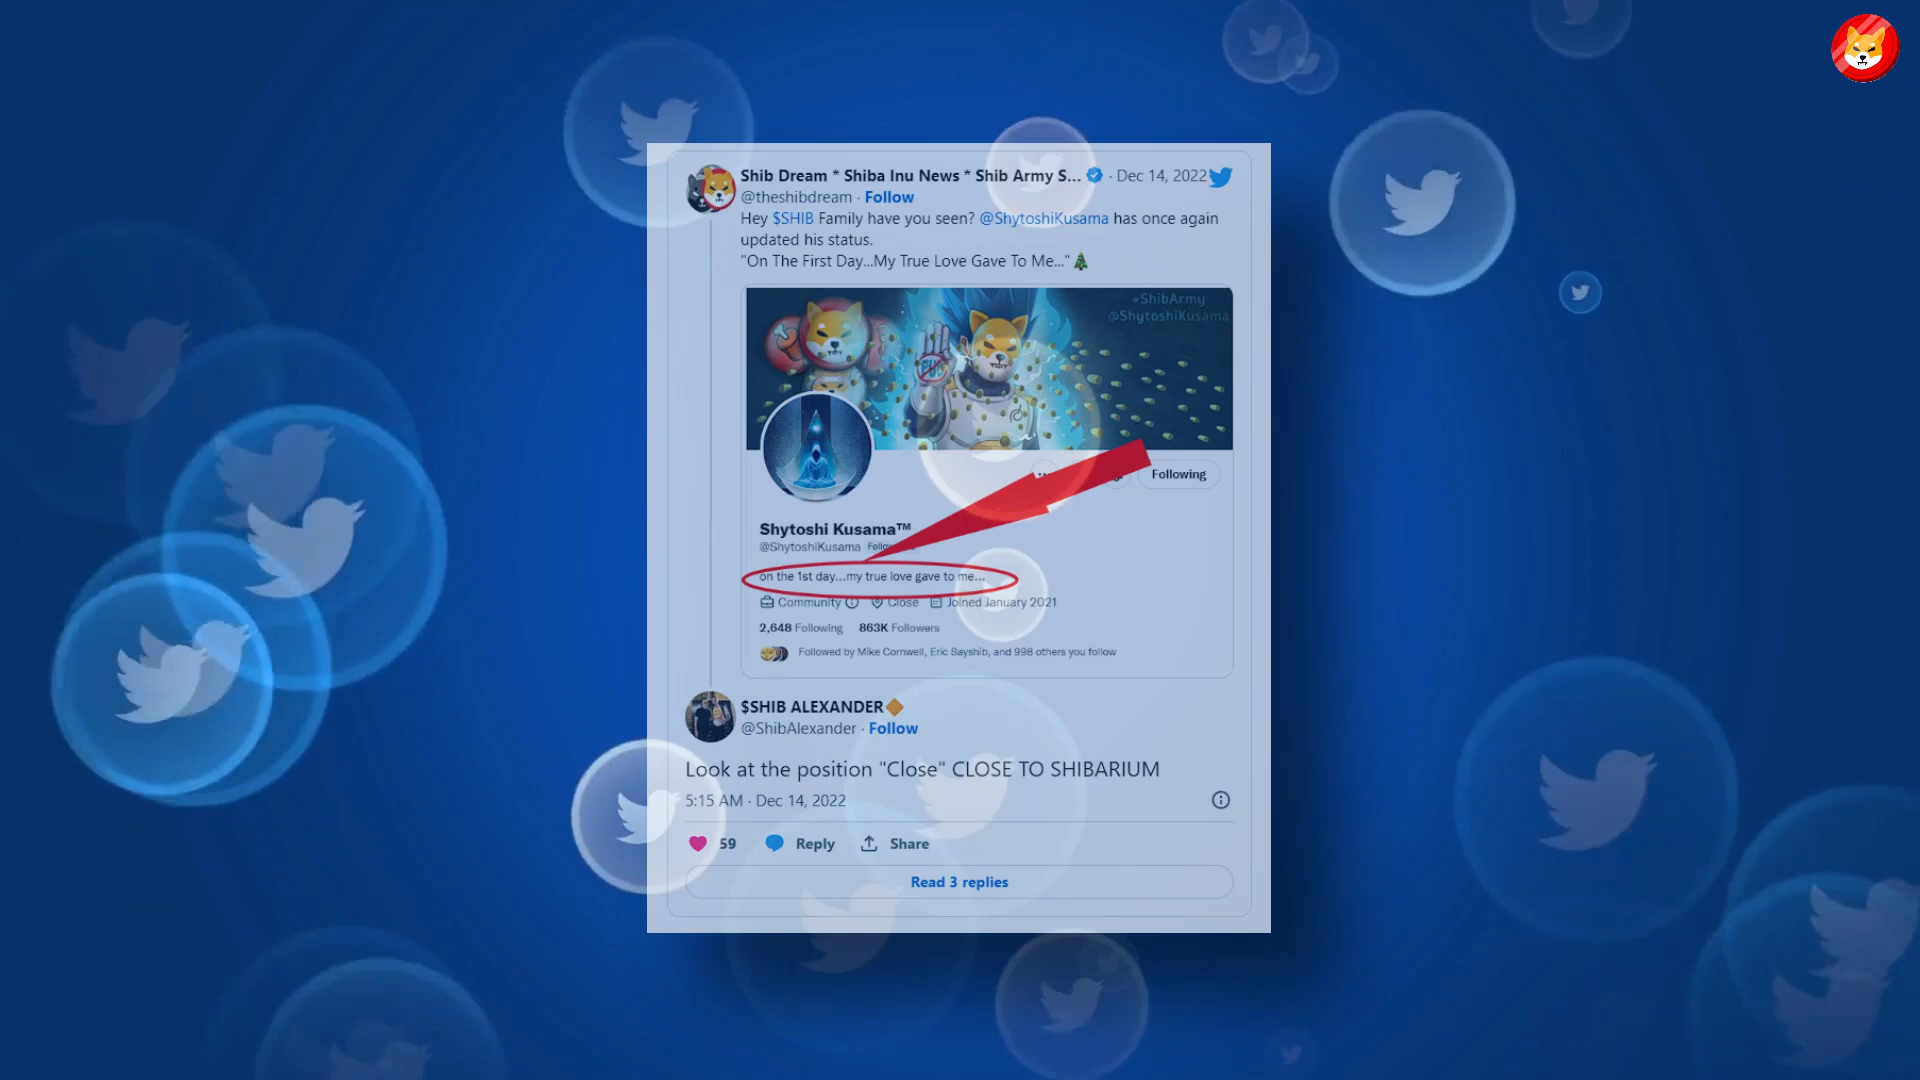 Shib Dream * Shiba Inu News * Shib Army S... · Dec 14, 2022
@theshibdream · Follow
Hey $SHIB Family have you seen? @ShytoshiKusama has once again
updated his status.
"On The First Day...My True Love Gave To Me..."🎄
#ShibArmy
@ShytoshiKusama
FUD
Following
Shytoshi Kusama™
@ShytoshiKusama
on the 1st day...my true love gave to me...
Community Close Joined January 2021
2,648 Following 863K Followers
Followed by Mike Cornwell, Eric Sayshib, and 998 others you follow
$SHIB ALEXANDER🔶
@ShibAlexander · Follow
Look at the position "Close" CLOSE TO SHIBARIUM
5:15 AM · Dec 14, 2022
59 Reply Share
Read 3 replies